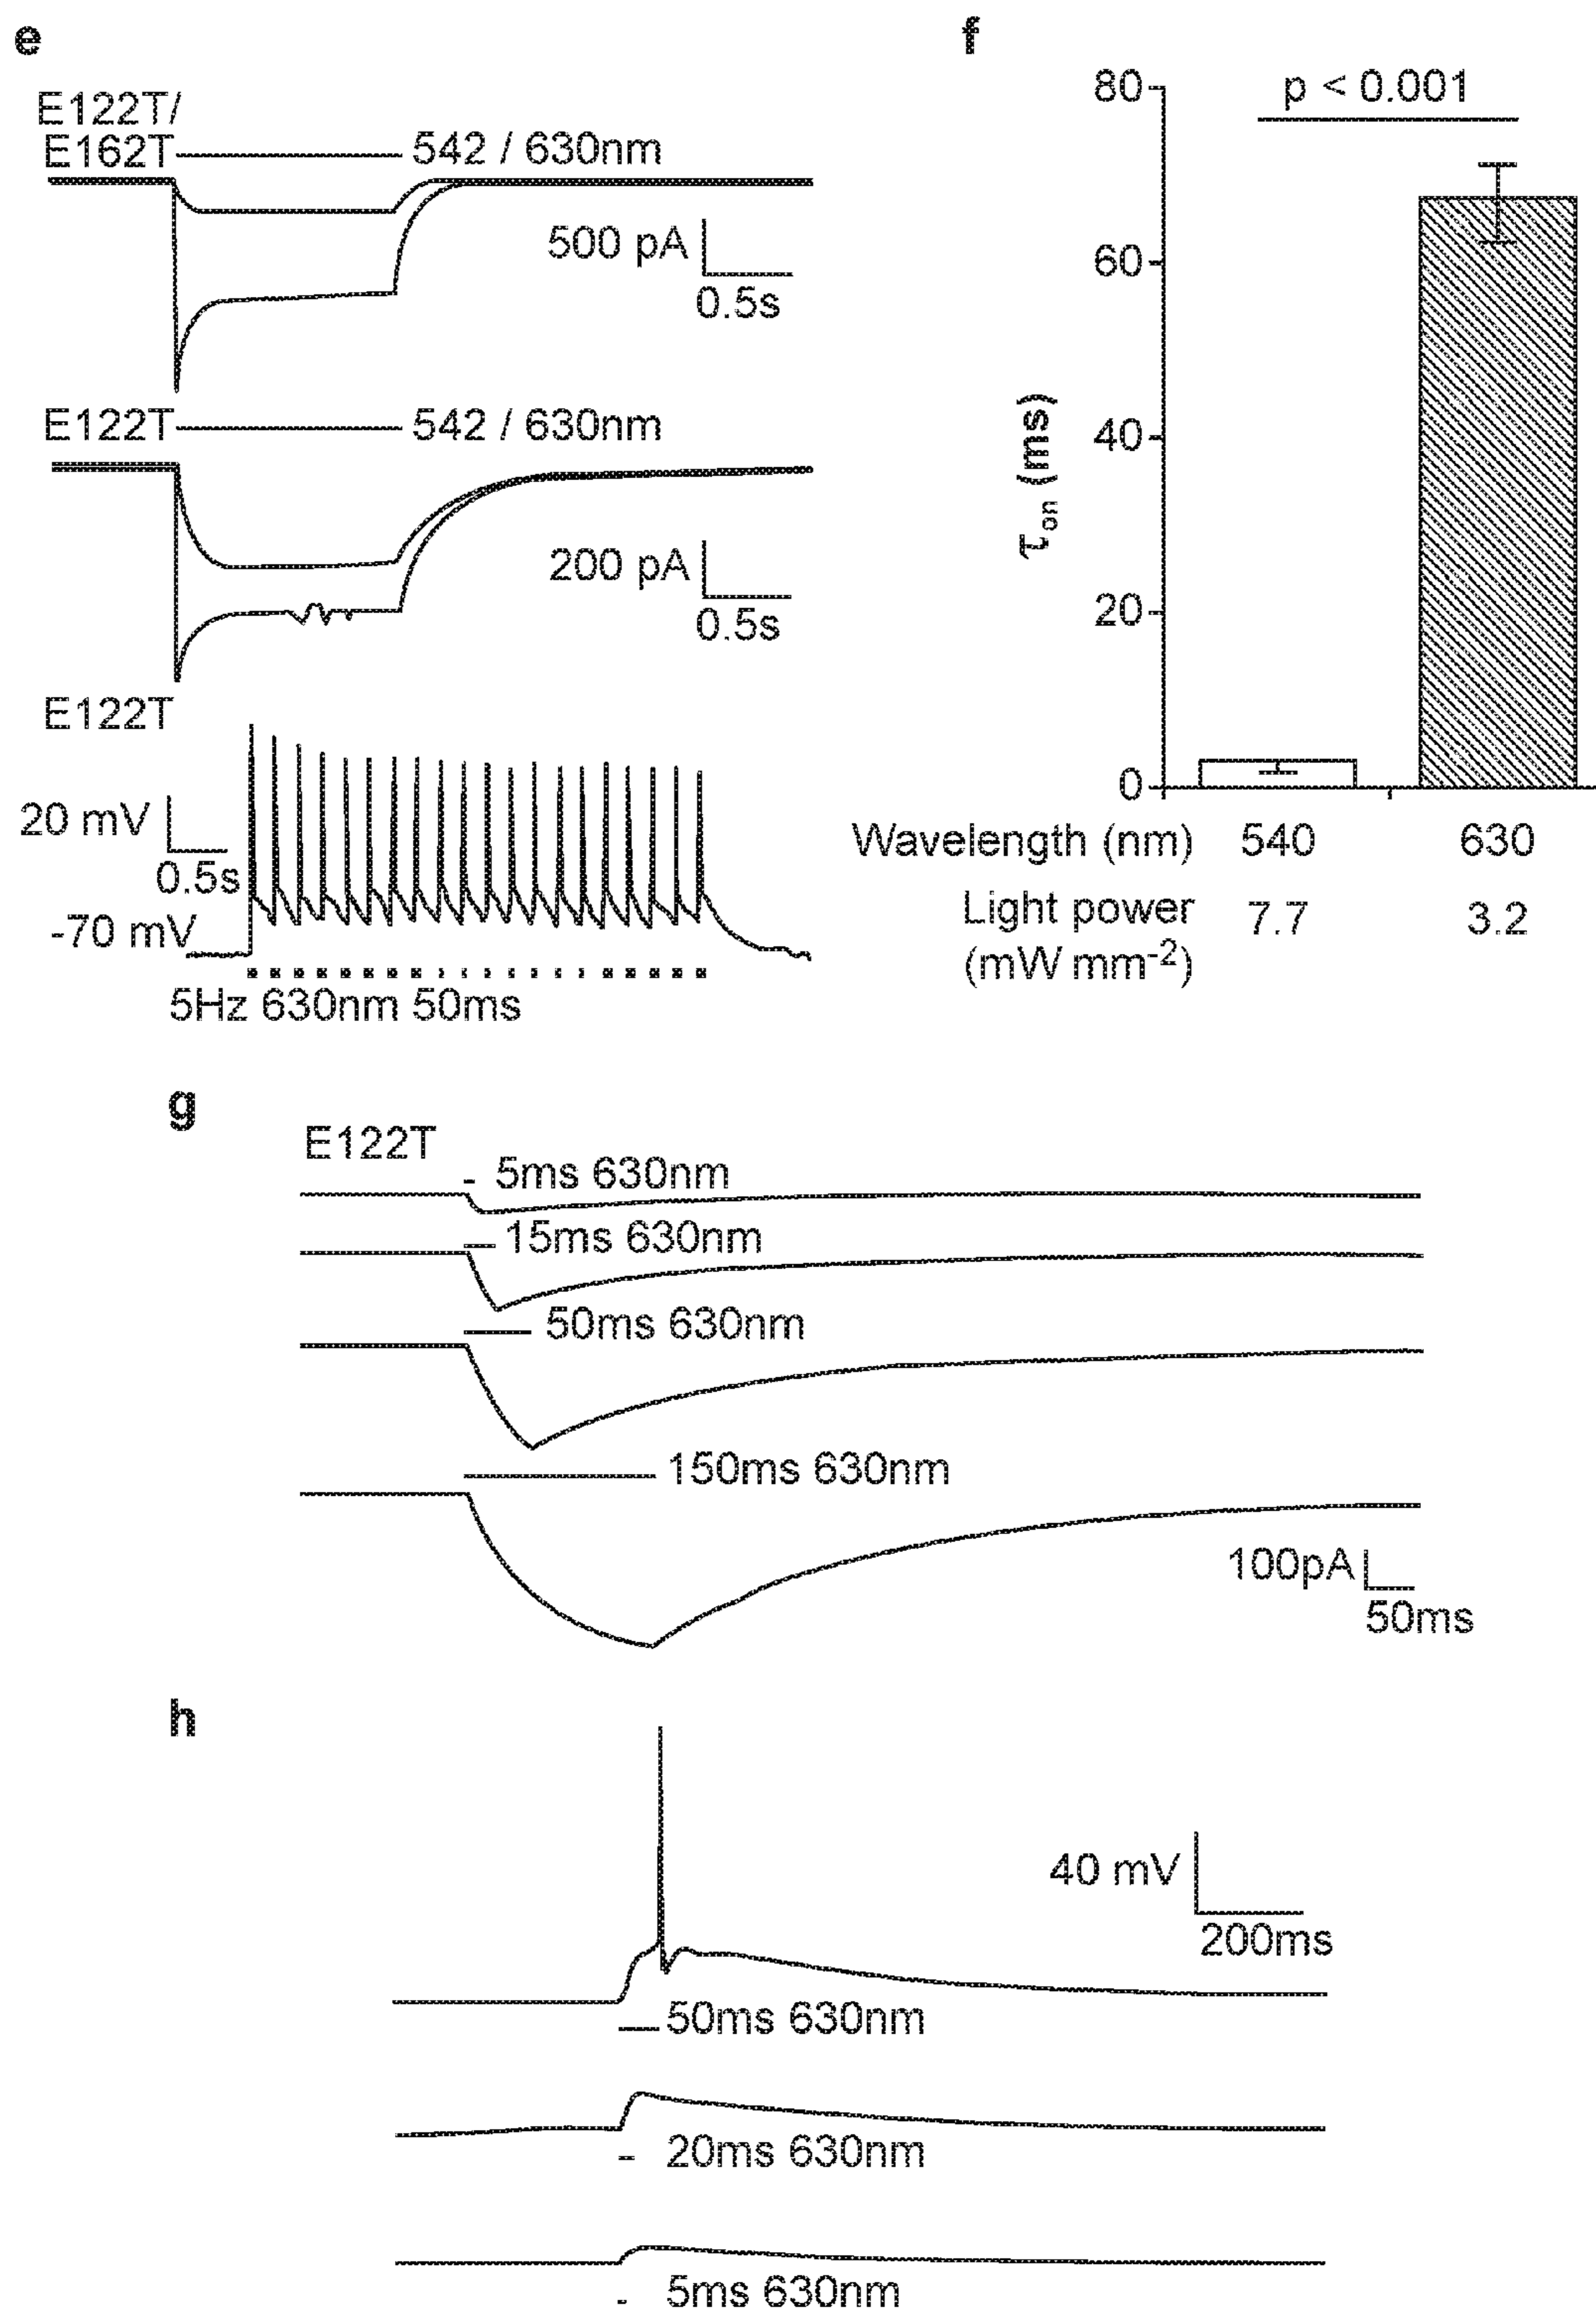 e
E122T/
E162T
542 / 630nm
500 pA
0.5s
E122T
542 / 630nm
200 pA
0.5s
E122T
20 mV
0.5s
-70 mV
5Hz 630nm 50ms
f
p < 0.001
80
60
40
20
0
τon (ms)
Wavelength (nm) 540 630
Light power 7.7 3.2
(mW mm-2)
g
E122T
5ms 630nm
15ms 630nm
50ms 630nm
150ms 630nm
100pA
50ms
h
40 mV
200ms
50ms 630nm
20ms 630nm
5ms 630nm